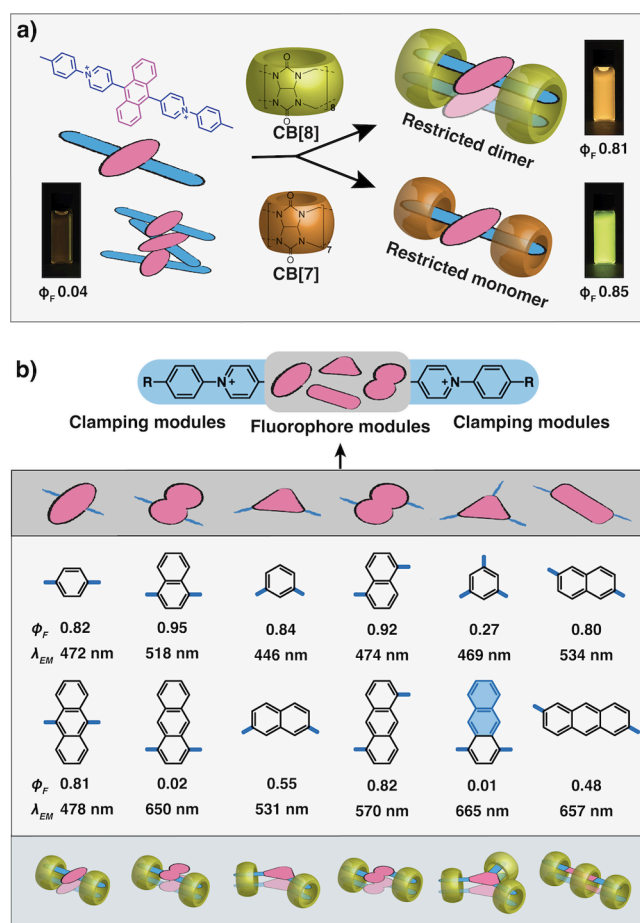 a)
N
+
N
+
O
N N
N N
O
8
CB[8]
Restricted dimer
ϕF 0.81
O
N N
N N
O
7
CB[7]
Restricted monomer
ϕF 0.04
ϕF 0.85
b)
R N + N + R
Clamping modules Fluorophore modules Clamping modules
ϕF 0.82 0.95 0.84 0.92 0.27 0.80
λEM 472 nm 518 nm 446 nm 474 nm 469 nm 534 nm
ϕF 0.81 0.02 0.55 0.82 0.01 0.48
λEM 478 nm 650 nm 531 nm 570 nm 665 nm 657 nm